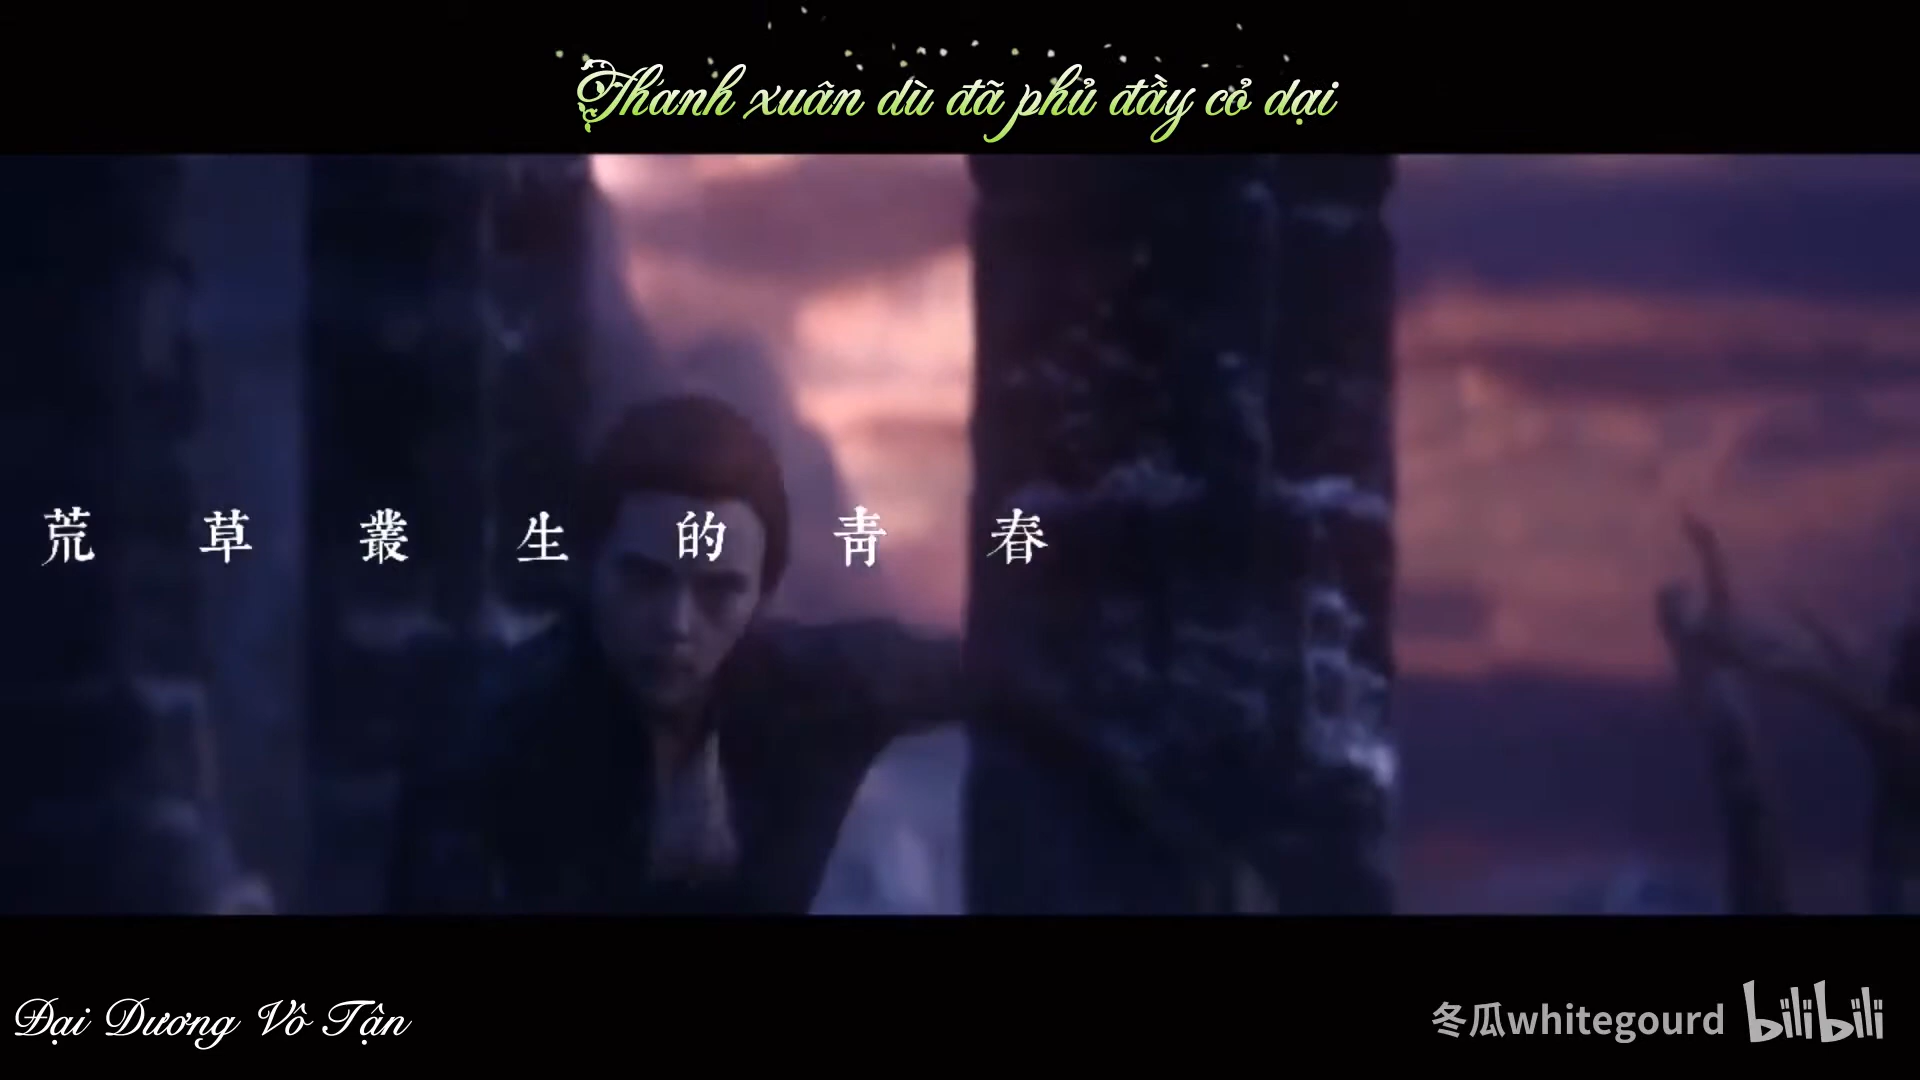 Thanh xuân dù đã phủ đầy cỏ dại
荒草叢生的靑春
Đại Dương Vô Tận
冬瓜whitegourd bilibili